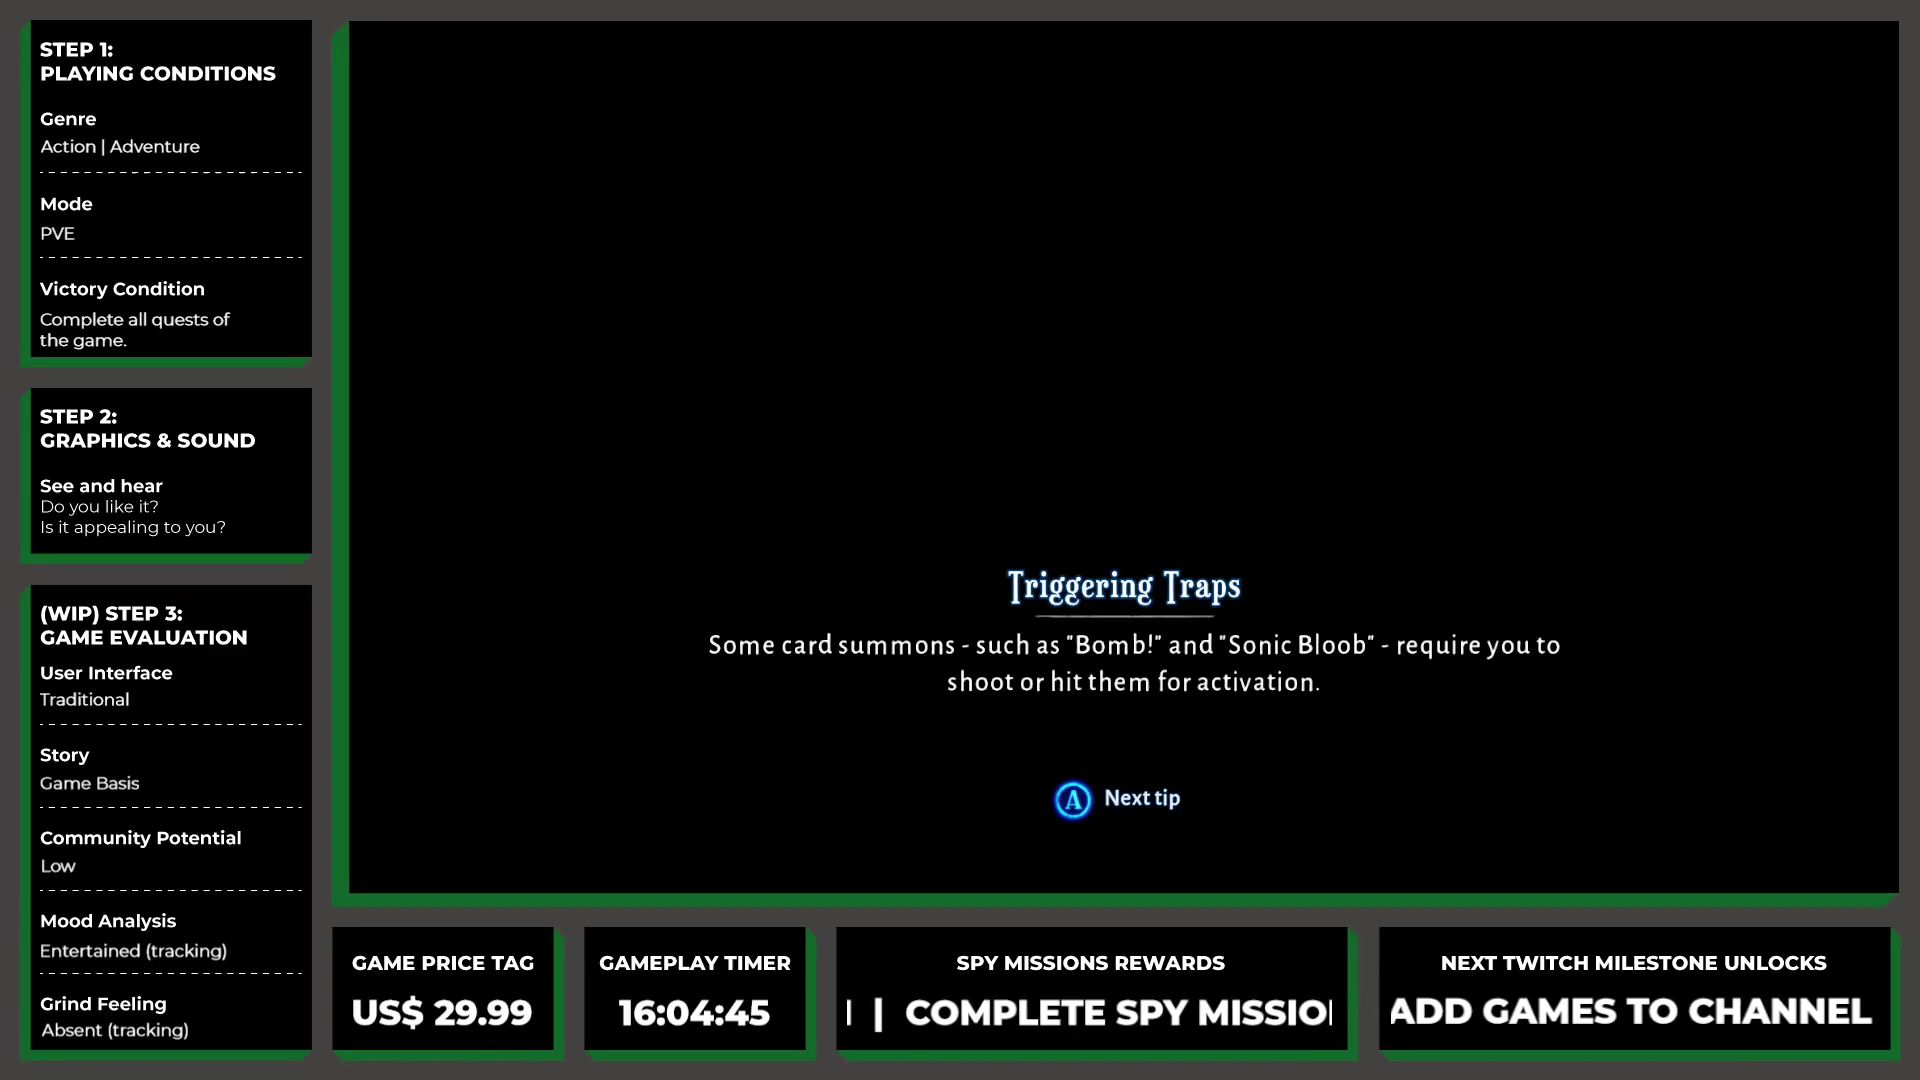 STEP 1:
PLAYING CONDITIONS
Genre
Action | Adventure
Mode
PVE
Victory Condition
Complete all quests of
the game.
STEP 2:
GRAPHICS & SOUND
See and hear
Do you like it?
Is it appealing to you?
(WIP) STEP 3:
GAME EVALUATION
User Interface
Traditional
Story
Game Basis
Community Potential
Low
Mood Analysis
Entertained (tracking)
Grind Feeling
Absent (tracking)
Triggering Traps
Some card summons - such as "Bomb!" and "Sonic Bloob" - require you to
shoot or hit them for activation.
A Next tip
GAME PRICE TAG
US$ 29.99
GAMEPLAY TIMER
16:04:45
SPY MISSIONS REWARDS
| COMPLETE SPY MISSIO
NEXT TWITCH MILESTONE UNLOCKS
ADD GAMES TO CHANNEL